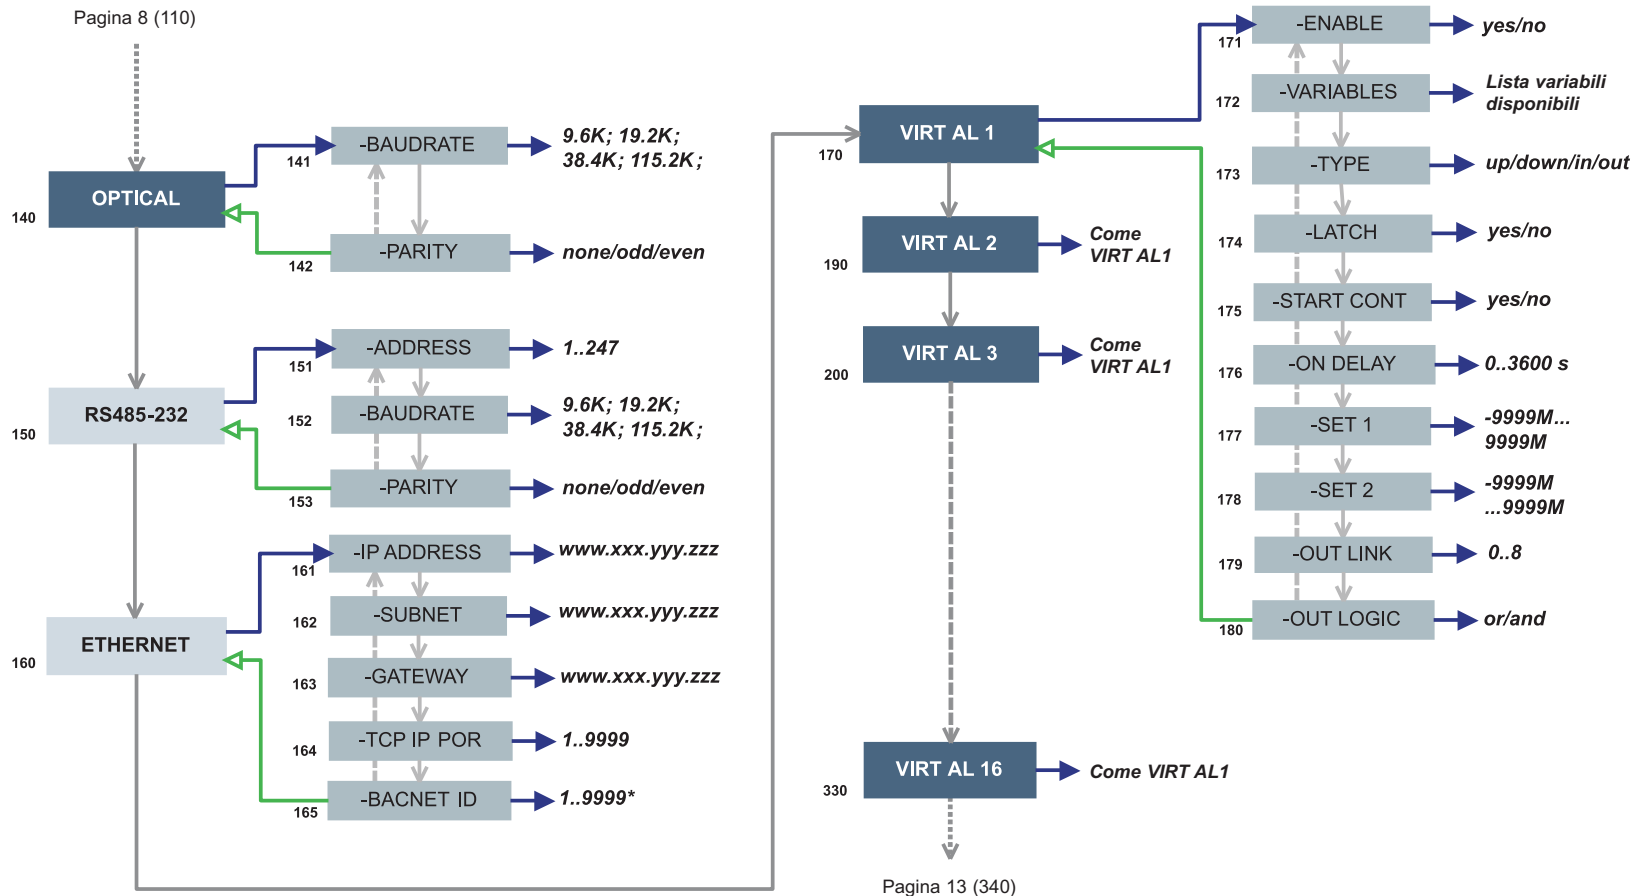 Pagina 8 (110)
OPTICAL
140
-BAUDRATE
141
9.6K; 19.2K;
38.4K; 115.2K;
-PARITY
142
none/odd/even
RS485-232
150
-ADDRESS
151
1..247
-BAUDRATE
152
9.6K; 19.2K;
38.4K; 115.2K;
-PARITY
153
none/odd/even
ETHERNET
160
-IP ADDRESS
161
www.xxx.yyy.zzz
-SUBNET
162
www.xxx.yyy.zzz
-GATEWAY
163
www.xxx.yyy.zzz
-TCP IP POR
164
1..9999
-BACNET ID
165
1..9999*
VIRT AL 1
170
VIRT AL 2
190
Come
VIRT AL1
VIRT AL 3
200
Come
VIRT AL1
VIRT AL 16
330
Come VIRT AL1
Pagina 13 (340)
-ENABLE
171
yes/no
-VARIABLES
172
Lista variabili
disponibili
-TYPE
173
up/down/in/out
-LATCH
174
yes/no
-START CONT
175
yes/no
-ON DELAY
176
0..3600 s
-SET 1
177
-9999M...
9999M
-SET 2
178
-9999M
...9999M
-OUT LINK
179
0..8
-OUT LOGIC
180
or/and